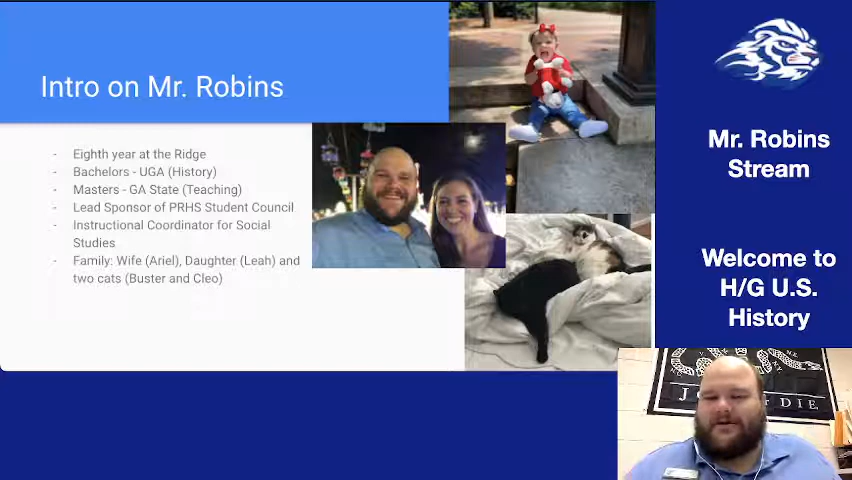 Intro on Mr. Robins
- Eighth year at the Ridge
- Bachelors - UGA (History)
- Masters - GA State (Teaching)
- Lead Sponsor of PRHS Student Council
- Instructional Coordinator for Social
Studies
- Family: Wife (Ariel), Daughter (Leah) and
two cats (Buster and Cleo)
Mr. Robins
Stream
Welcome to
H/G U.S.
History
DIE